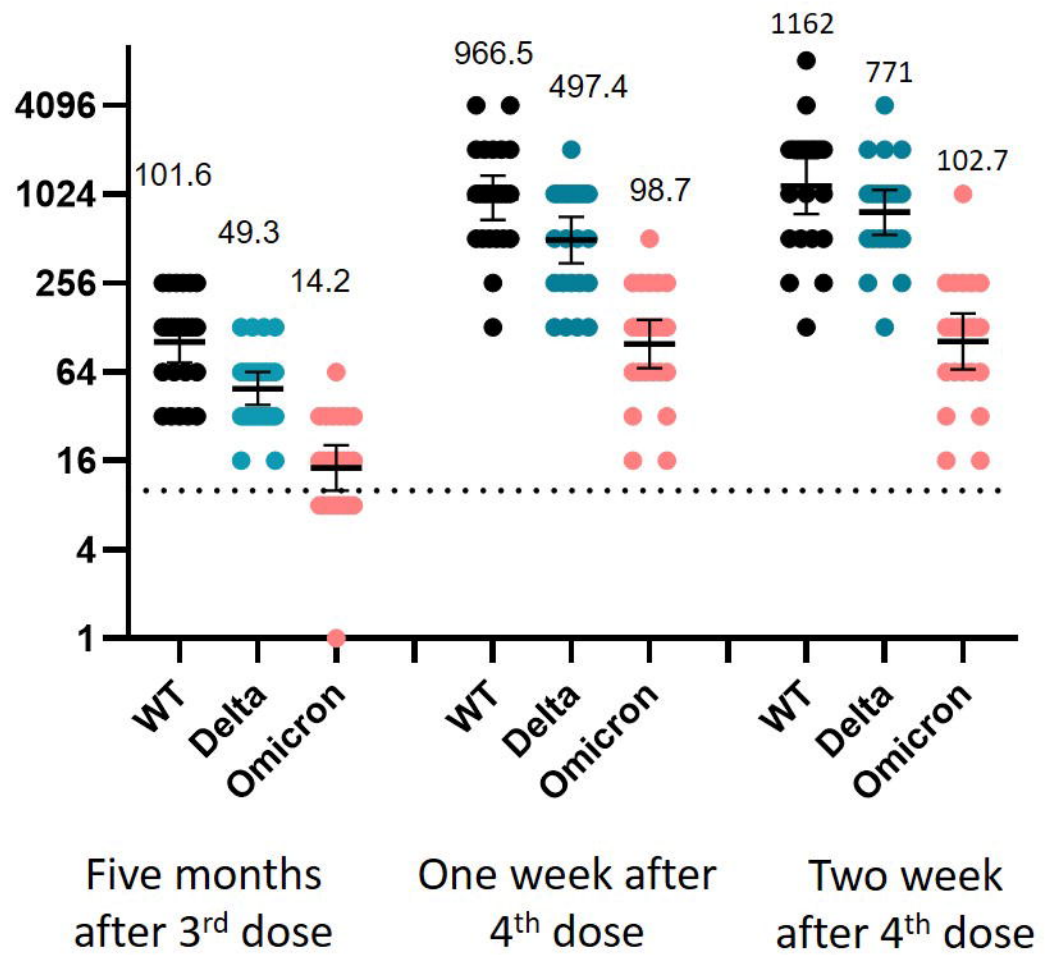 1162
966.5
771
497.4
4096
101.6
102.7
1024
98.7
49.3
14.2
256
64
16
4
1
WT
Delta
Omicron
WT
Delta
Omicron
WT
Delta
Omicron
Five months
after 3rd dose
One week after
4th dose
Two week
after 4th dose